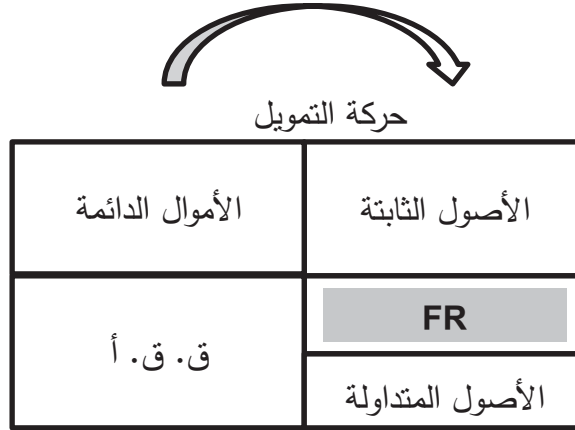 حركة التمويل
الأصول الثابتة
الأموال الدائمة
FR
ق. ق. أ
الأصول المتداولة